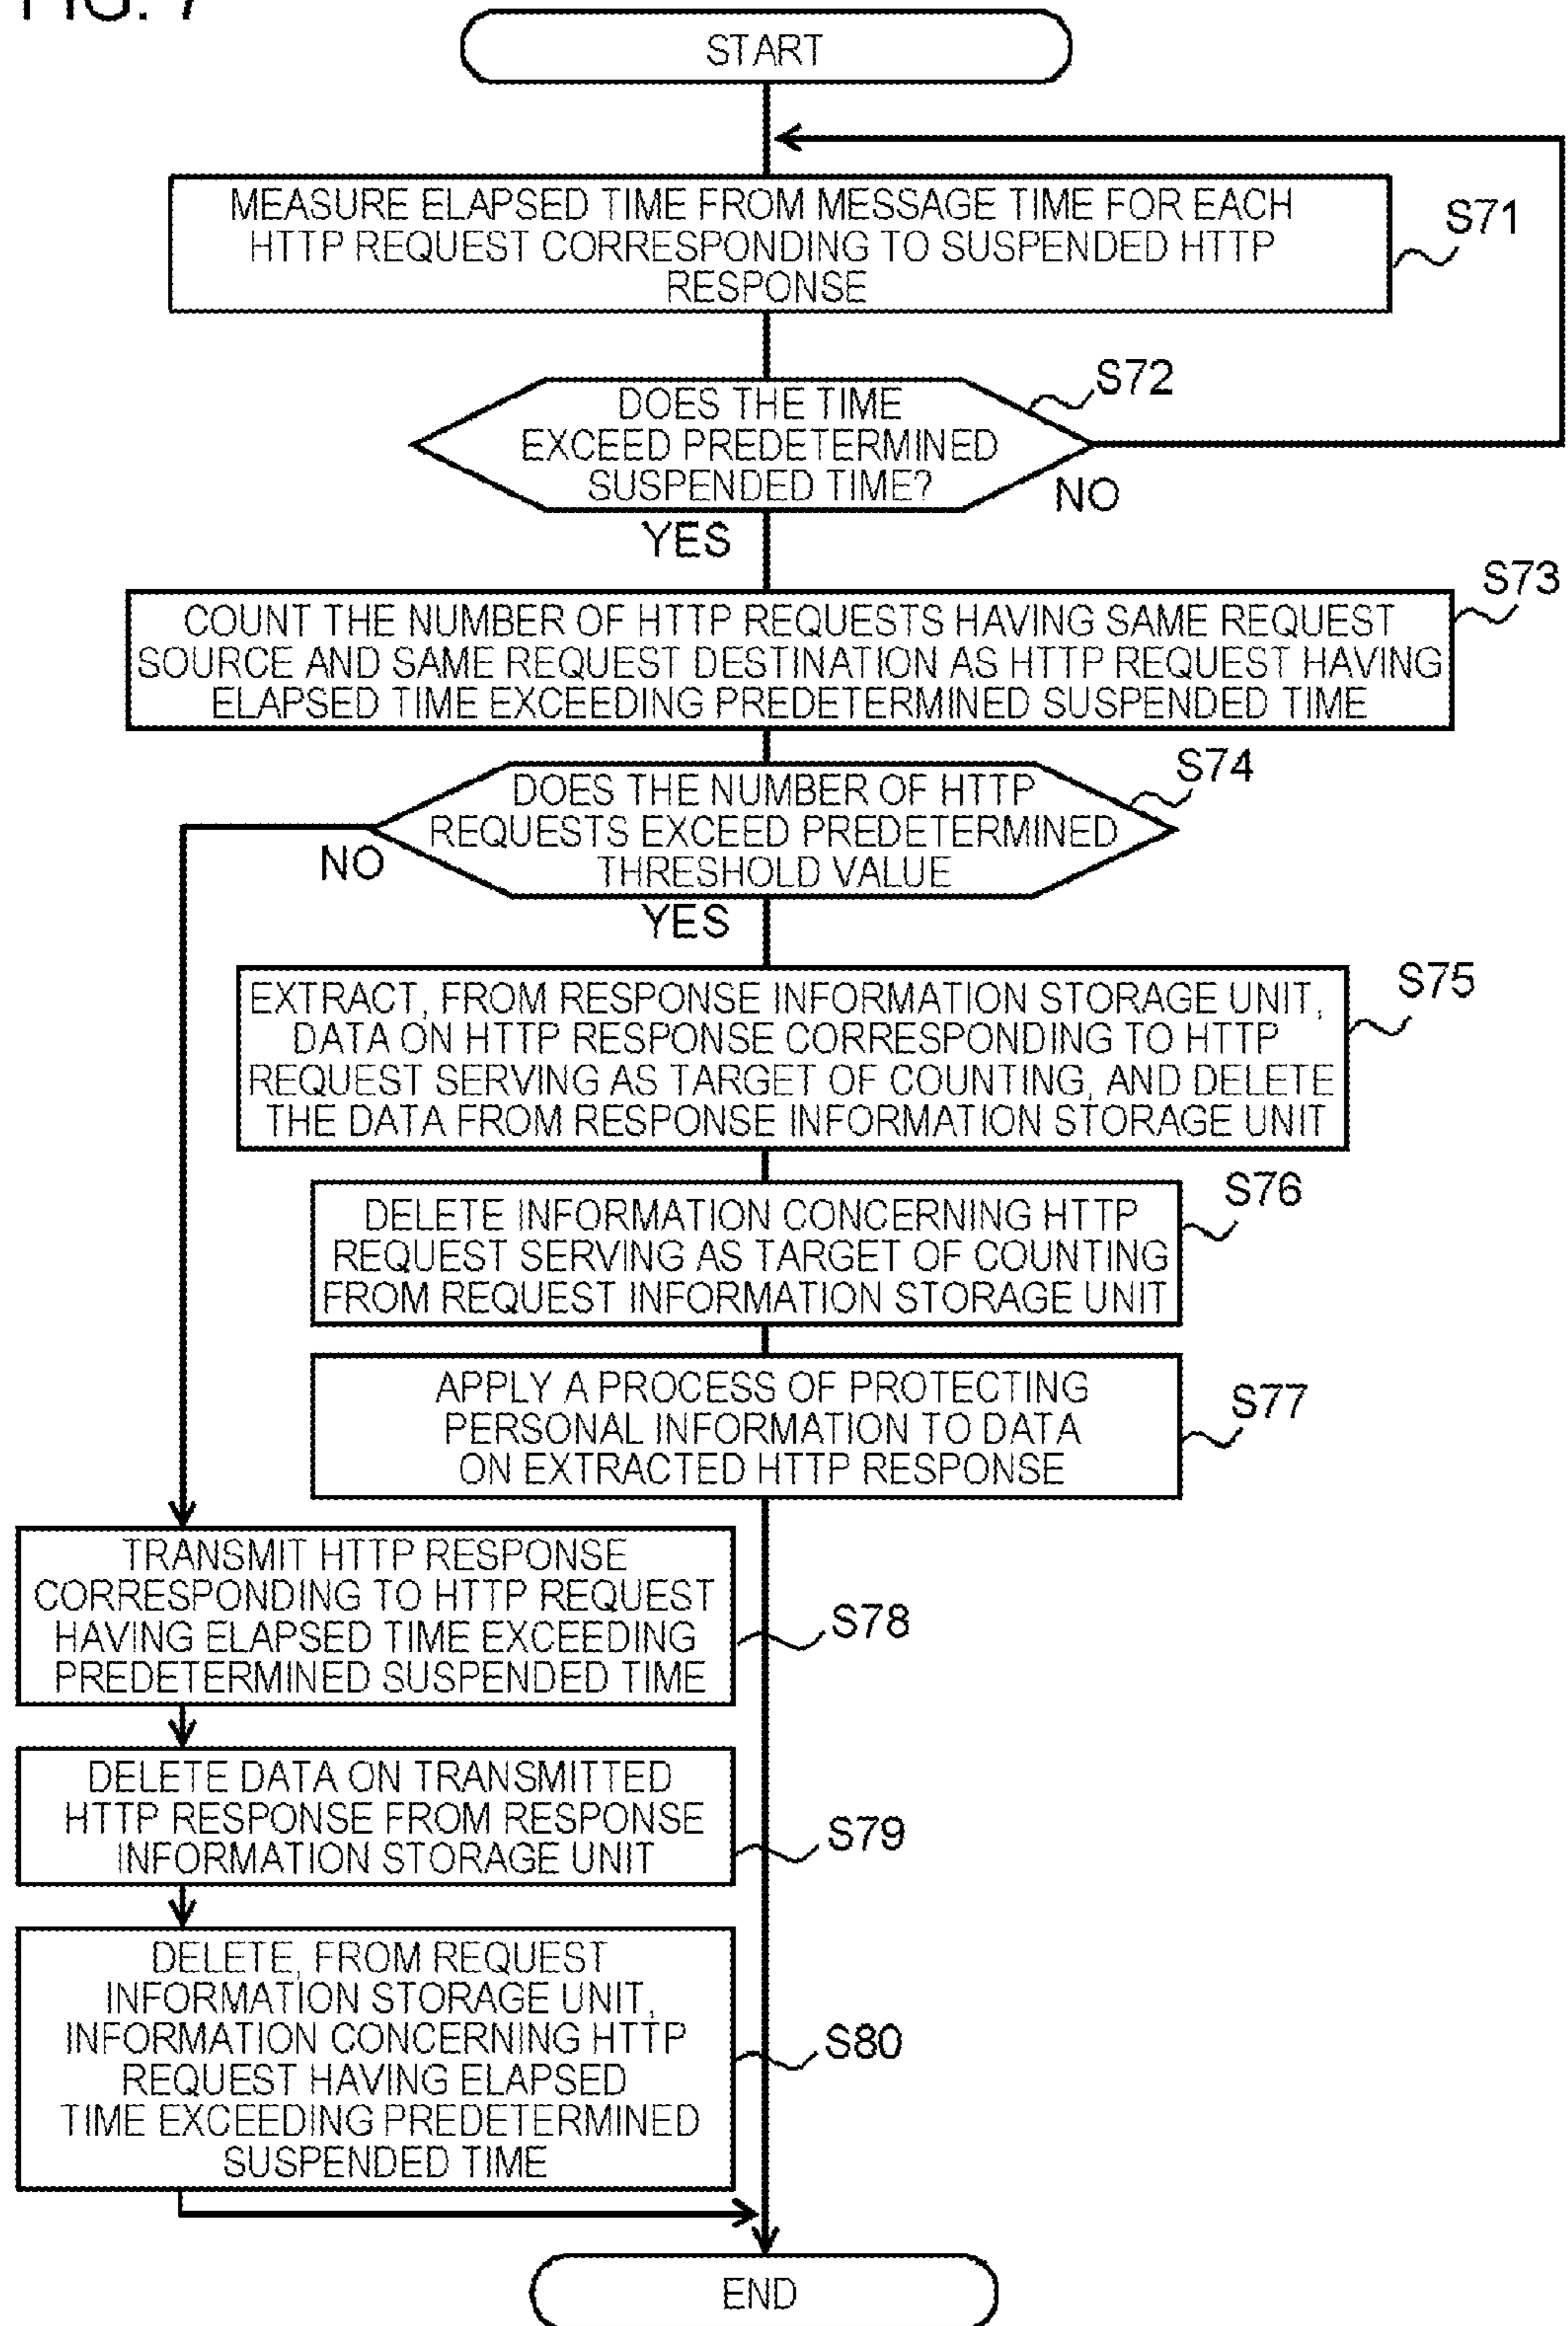 FIG. 7
START
MEASURE ELAPSED TIME FROM MESSAGE TIME FOR EACH
HTTP REQUEST CORRESPONDING TO SUSPENDED HTTP
RESPONSE
S71
DOES THE TIME
EXCEED PREDETERMINED
SUSPENDED TIME?
S72
NO
YES
S73
COUNT THE NUMBER OF HTTP REQUESTS HAVING SAME REQUEST
SOURCE AND SAME REQUEST DESTINATION AS HTTP REQUEST HAVING
ELAPSED TIME EXCEEDING PREDETERMINED SUSPENDED TIME
S74
DOES THE NUMBER OF HTTP
REQUESTS EXCEED PREDETERMINED
THRESHOLD VALUE
NO
YES
S75
EXTRACT, FROM RESPONSE INFORMATION STORAGE UNIT,
DATA ON HTTP RESPONSE CORRESPONDING TO HTTP
REQUEST SERVING AS TARGET OF COUNTING, AND DELETE
THE DATA FROM RESPONSE INFORMATION STORAGE UNIT
S76
DELETE INFORMATION CONCERNING HTTP
REQUEST SERVING AS TARGET OF COUNTING
FROM REQUEST INFORMATION STORAGE UNIT
S77
APPLY A PROCESS OF PROTECTING
PERSONAL INFORMATION TO DATA
ON EXTRACTED HTTP RESPONSE
TRANSMIT HTTP RESPONSE
CORRESPONDING TO HTTP REQUEST
HAVING ELAPSED TIME EXCEEDING
PREDETERMINED SUSPENDED TIME
S78
DELETE DATA ON TRANSMITTED
HTTP RESPONSE FROM RESPONSE
INFORMATION STORAGE UNIT
S79
DELETE, FROM REQUEST
INFORMATION STORAGE UNIT,
INFORMATION CONCERNING HTTP
REQUEST HAVING ELAPSED
TIME EXCEEDING PREDETERMINED
SUSPENDED TIME
S80
END